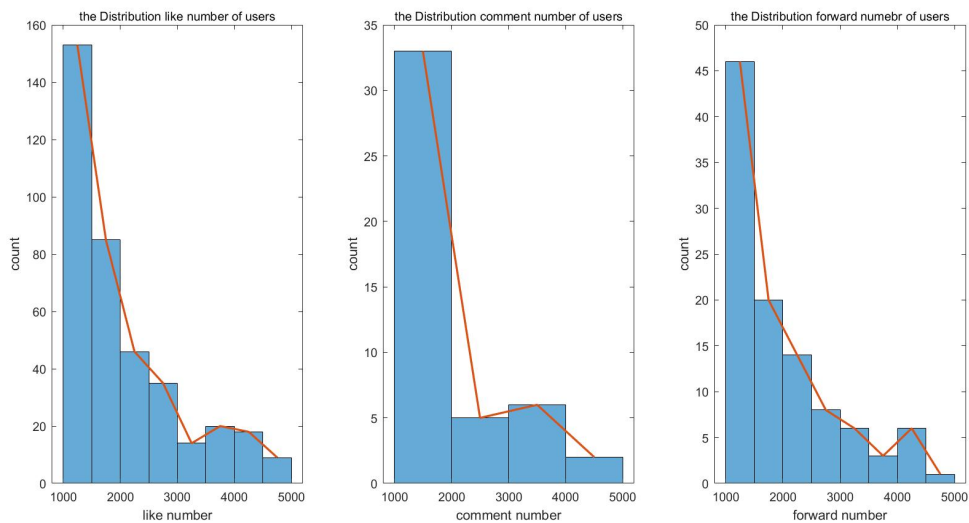 the Distribution like number of users
160
140
120
100
80
60
40
20
0
count
1000 2000 3000 4000 5000
like number
the Distribution comment number of users
35
30
25
20
15
10
5
0
count
1000 2000 3000 4000 5000
comment number
the Distribution forward numebr of users
50
45
40
35
30
25
20
15
10
5
0
count
1000 2000 3000 4000 5000
forward number